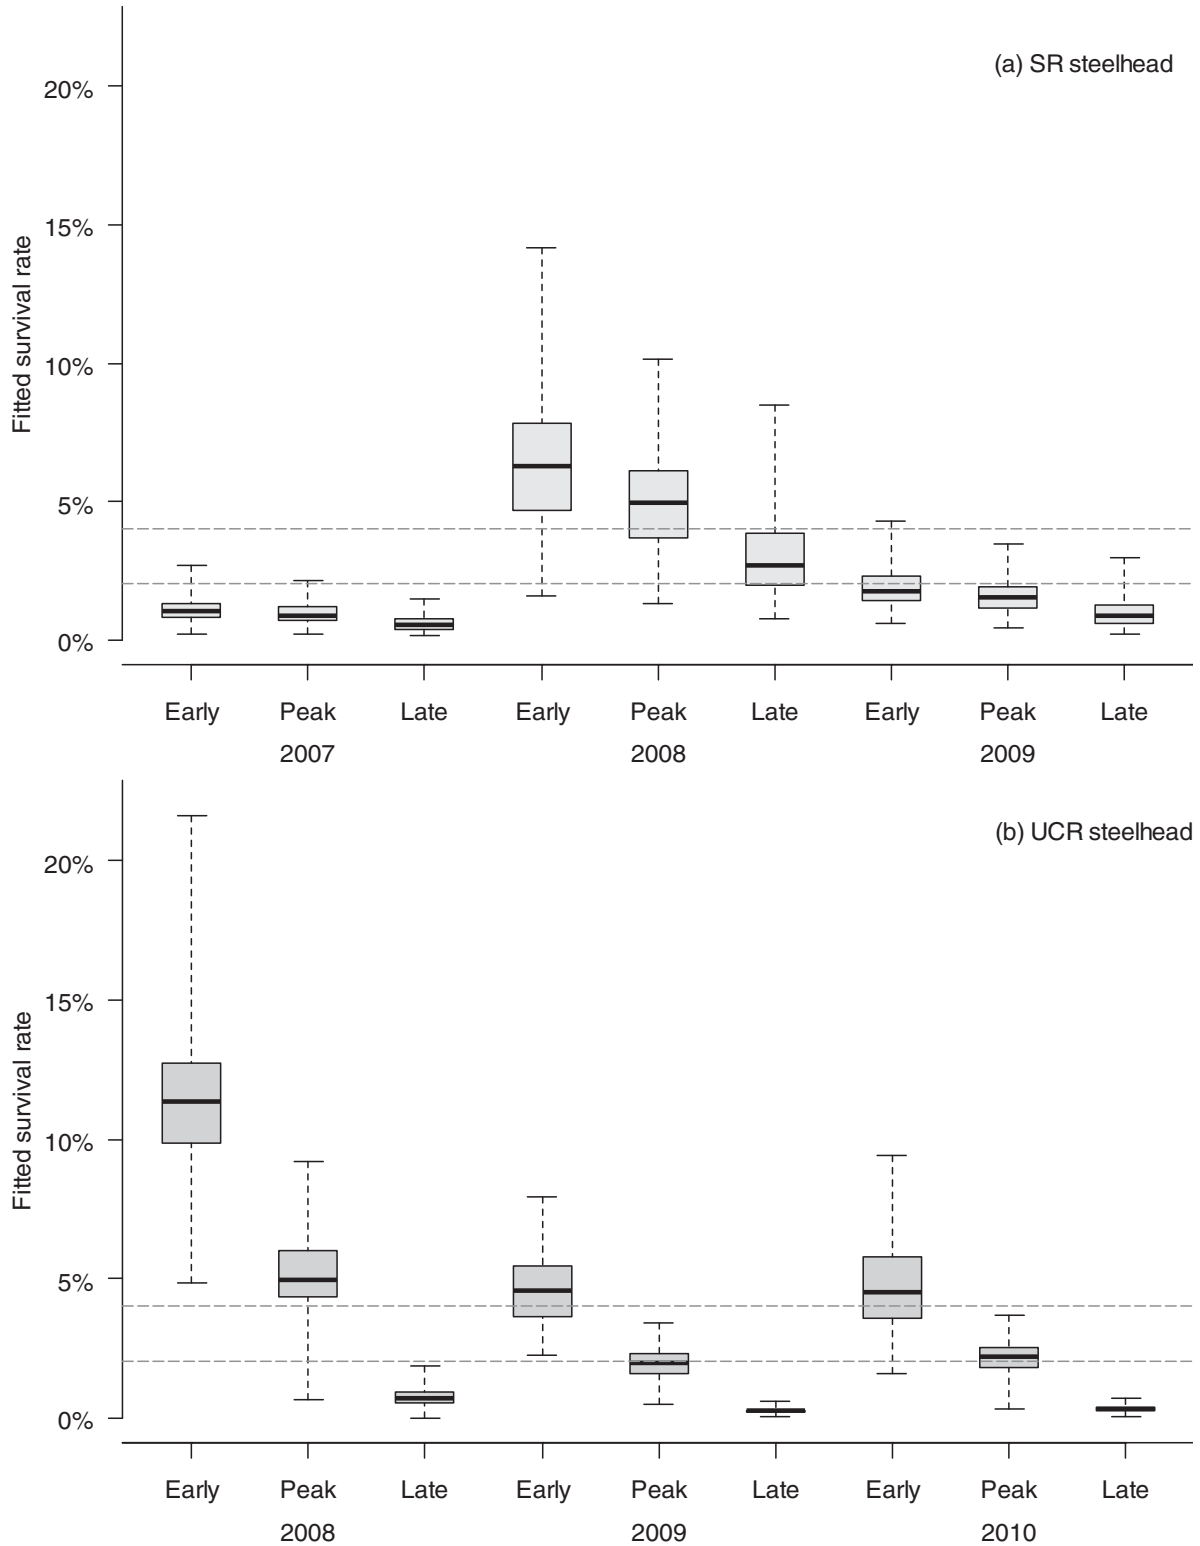 (a) SR steelhead
20%
15%
10%
5%
0%
Fitted survival rate
Early Peak Late Early Peak Late Early Peak Late
2007 2008 2009
(b) UCR steelhead
20%
15%
10%
5%
0%
Fitted survival rate
Early Peak Late Early Peak Late Early Peak Late
2008 2009 2010